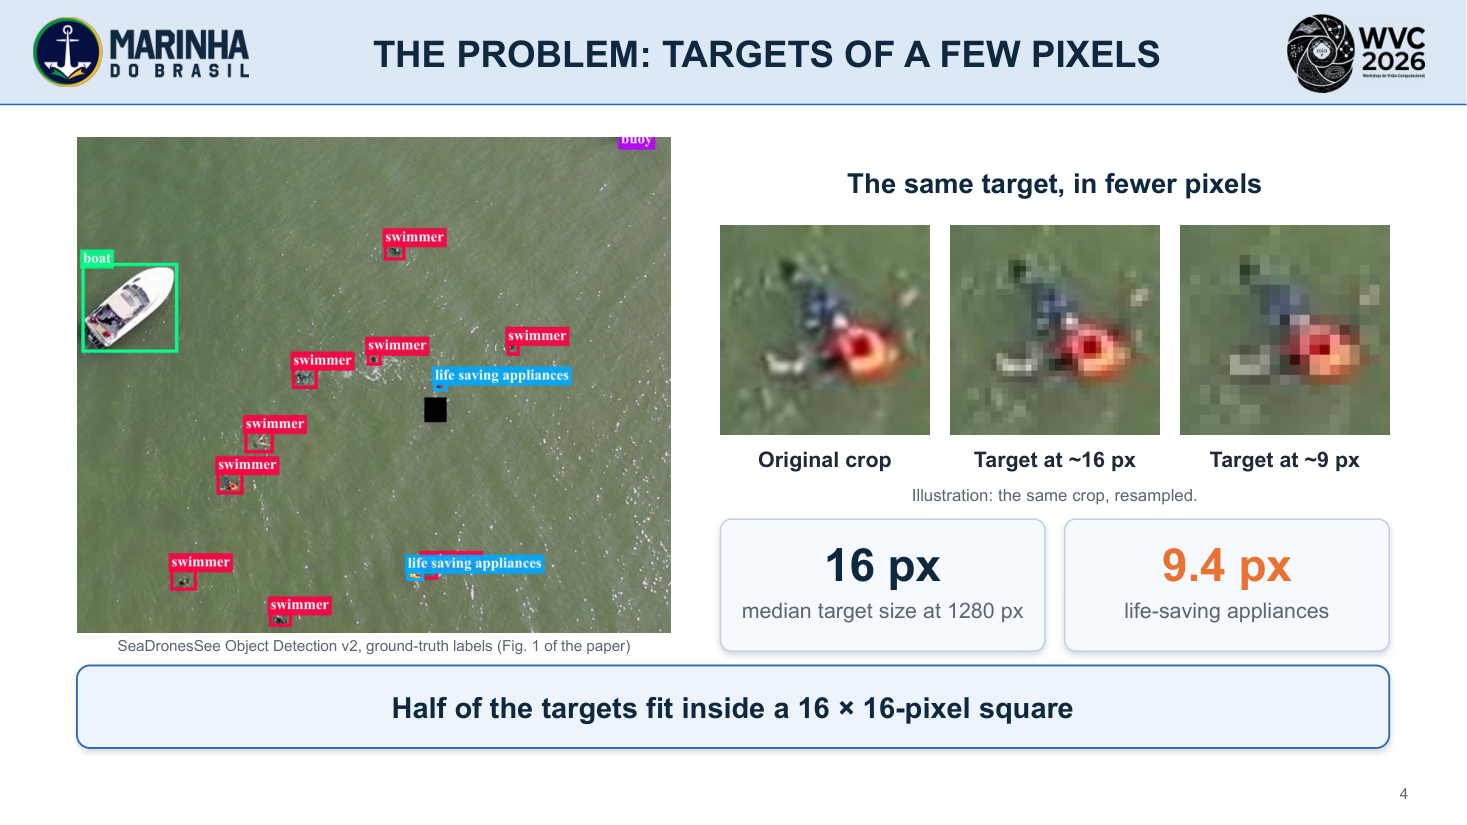 MARINHA
DO BRASIL
THE PROBLEM: TARGETS OF A FEW PIXELS
WVC
2026
Workshop de Visão Computacional
buoy
swimmer
boat
swimmer
swimmer
swimmer
life saving appliances
swimmer
swimmer
swimmer
life saving appliances
swimmer
SeaDronesSee Object Detection v2, ground-truth labels (Fig. 1 of the paper)
The same target, in fewer pixels
Original crop
Target at ~16 px
Target at ~9 px
Illustration: the same crop, resampled.
16 px
median target size at 1280 px
9.4 px
life-saving appliances
Half of the targets fit inside a 16 × 16-pixel square
4